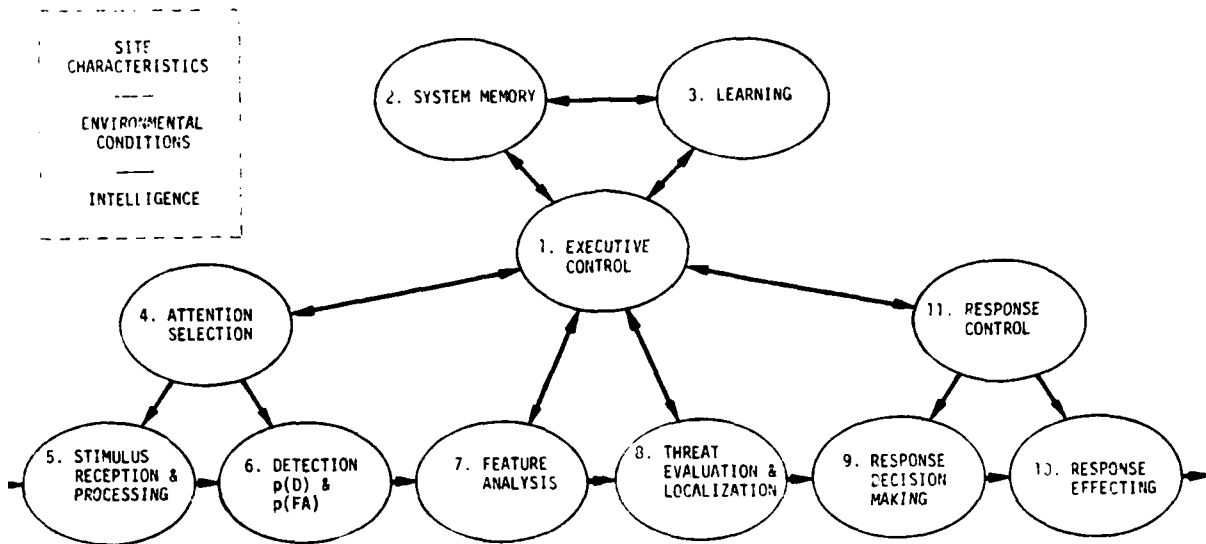 SITE
CHARACTERISTICS
ENVIRONMENTAL
CONDITIONS
INTELLIGENCE
2. SYSTEM MEMORY
3. LEARNING
1. EXECUTIVE
CONTROL
4. ATTENTION
SELECTION
11. RESPONSE
CONTROL
5. STIMULUS
RECEPTION &
PROCESSING
6. DETECTION
p(D) &
p(FA)
7. FEATURE
ANALYSIS
8. THREAT
EVALUATION &
LOCALIZATION
9. RESPONSE
DECISION
MAKING
10. RESPONSE
EFFECTING